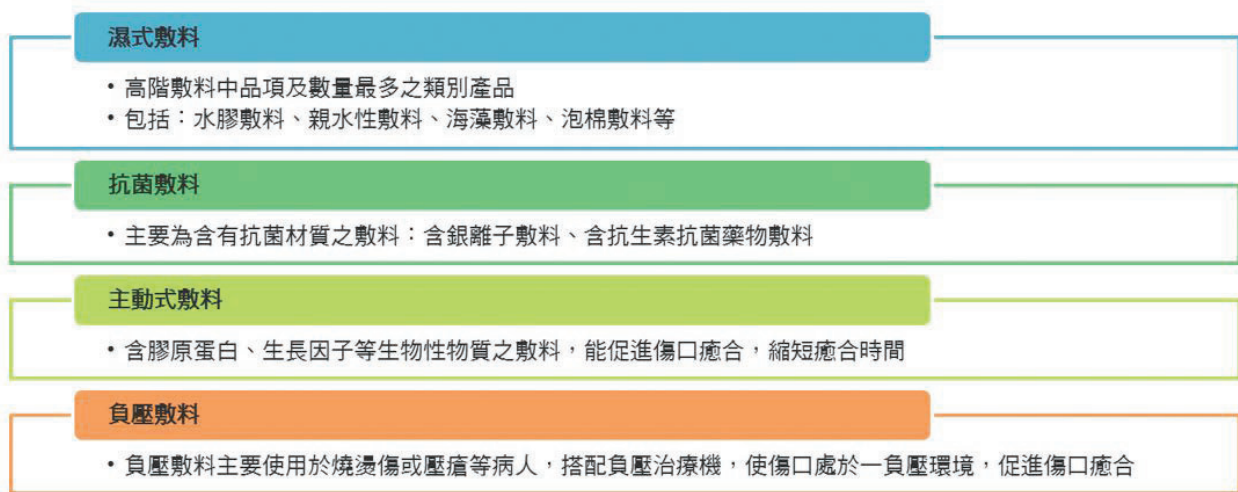 濕式敷料
• 高階敷料中品項及數量最多之類別產品
• 包括：水膠敷料、親水性敷料、海藻敷料、泡棉敷料等
抗菌敷料
• 主要為含有抗菌材質之敷料：含銀離子敷料、含抗生素抗菌藥物敷料
主動式敷料
• 含膠原蛋白、生長因子等生物性物質之敷料，能促進傷口癒合，縮短癒合時間
負壓敷料
• 負壓敷料主要使用於燒燙傷或壓瘡等病人，搭配負壓治療機，使傷口處於一負壓環境，促進傷口癒合